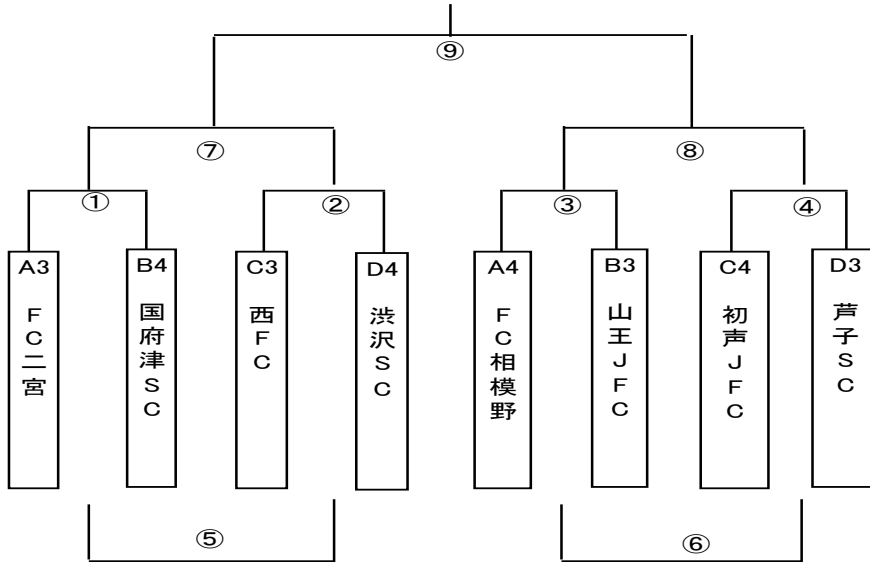 ⑨
⑦
⑧
①
②
③
④
A3
FC二宮
B4
国府津SC
C3
西FC
D4
渋沢SC
A4
FC相模野
B3
山王JFC
C4
初声JFC
D3
芦子SC
⑤
⑥